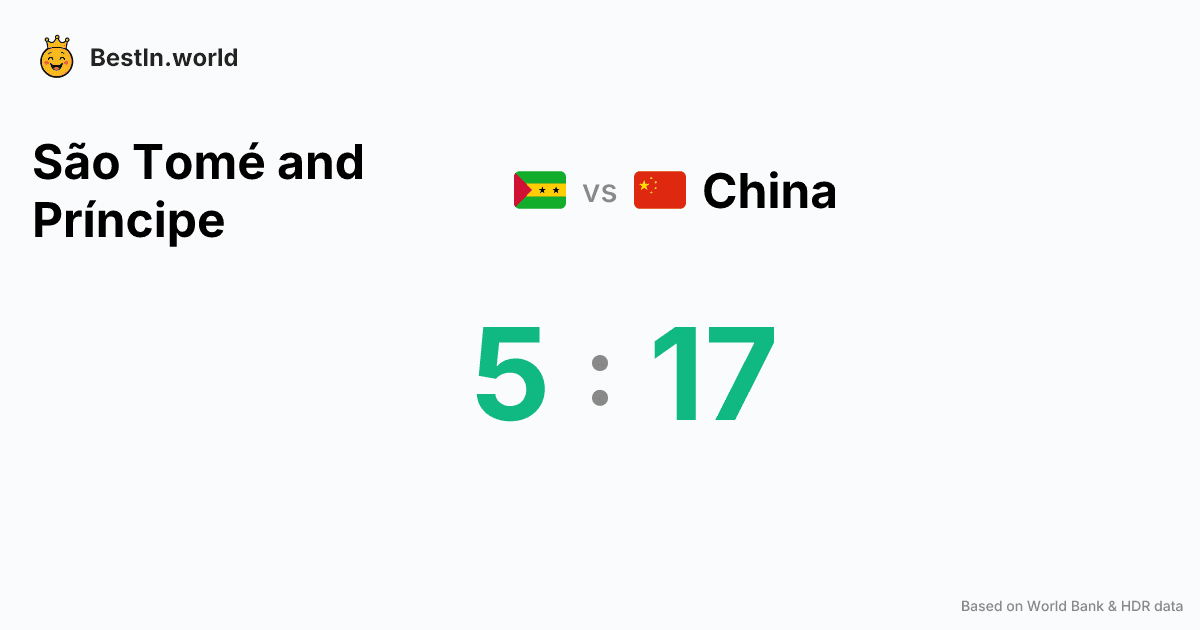 BestIn.world
São Tomé and
Príncipe
vs
China
5 : 17
Based on World Bank & HDR data